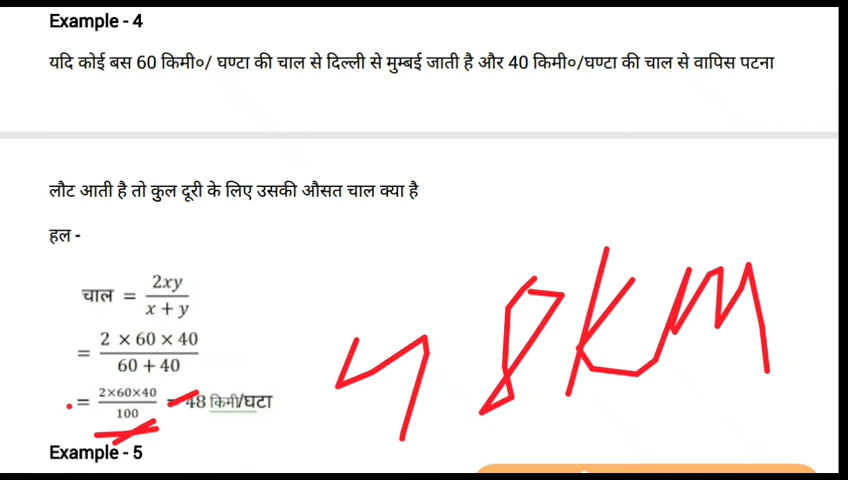 Example - 4
यदि कोई बस 60 किमी०/ घण्टा की चाल से दिल्ली से मुम्बई जाती है और 40 किमी०/घण्टा की चाल से वापिस पटना
लौट आती है तो कुल दूरी के लिए उसकी औसत चाल क्या है
हल -
चाल = 2xy / x + y
= 2 × 60 × 40 / 60 + 40
= 2×60×40 / 100 = 48 किमी/घटा
48KM
Example - 5